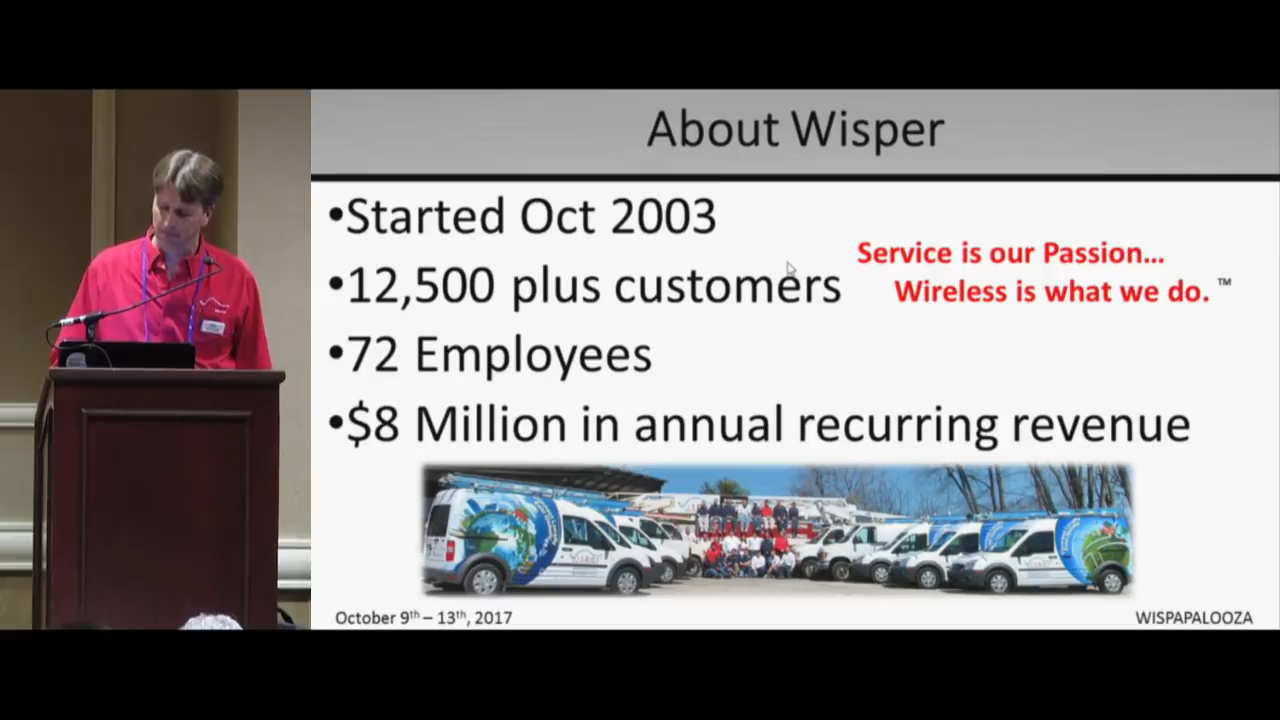 About Wisper
•Started Oct 2003
•12,500 plus customers
•72 Employees
•$8 Million in annual recurring revenue
Service is our Passion...
Wireless is what we do. ™
October 9th – 13th, 2017
WISPAPALOOZA